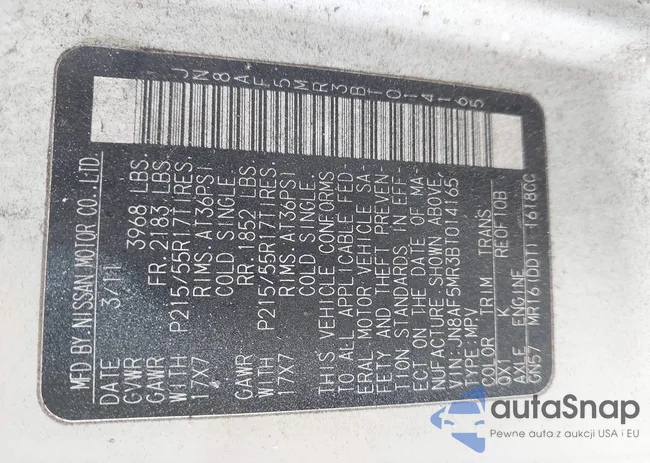 JN8AF5MR3BT014165
MFD BY NISSAN MOTOR CO.,LTD
DATE 3/11
GVWR 3968 LBS.
GAWR FR.2183 LBS.
WITH P215/55R17TIRES.
17X7 RIMS.AT36PSI
COLD SINGLE.
GAWR RR.1852 LBS
WITH P215/55R17TIRES.
17X7 RIMS.AT36PSI
COLD SINGLE.
THIS VEHICLE CONFORMS
TO ALL APPLICABLE FED-
ERAL MOTOR VEHICLE SA-
FETY AND THEFT PREVEN-
TION STANDARDS IN EFF-
ECT ON THE DATE OF MA-
NUFACTURE SHOWN ABOVE.
VIN:JN8AF5MR3BT014165
TYPE:MPV
COLOR TRIM TRANS
QX1 K RE0F10B
AXLE ENGINE
GN57 MR16 1618CC
autaSnap
Pewne auta z aukcji USA i EU